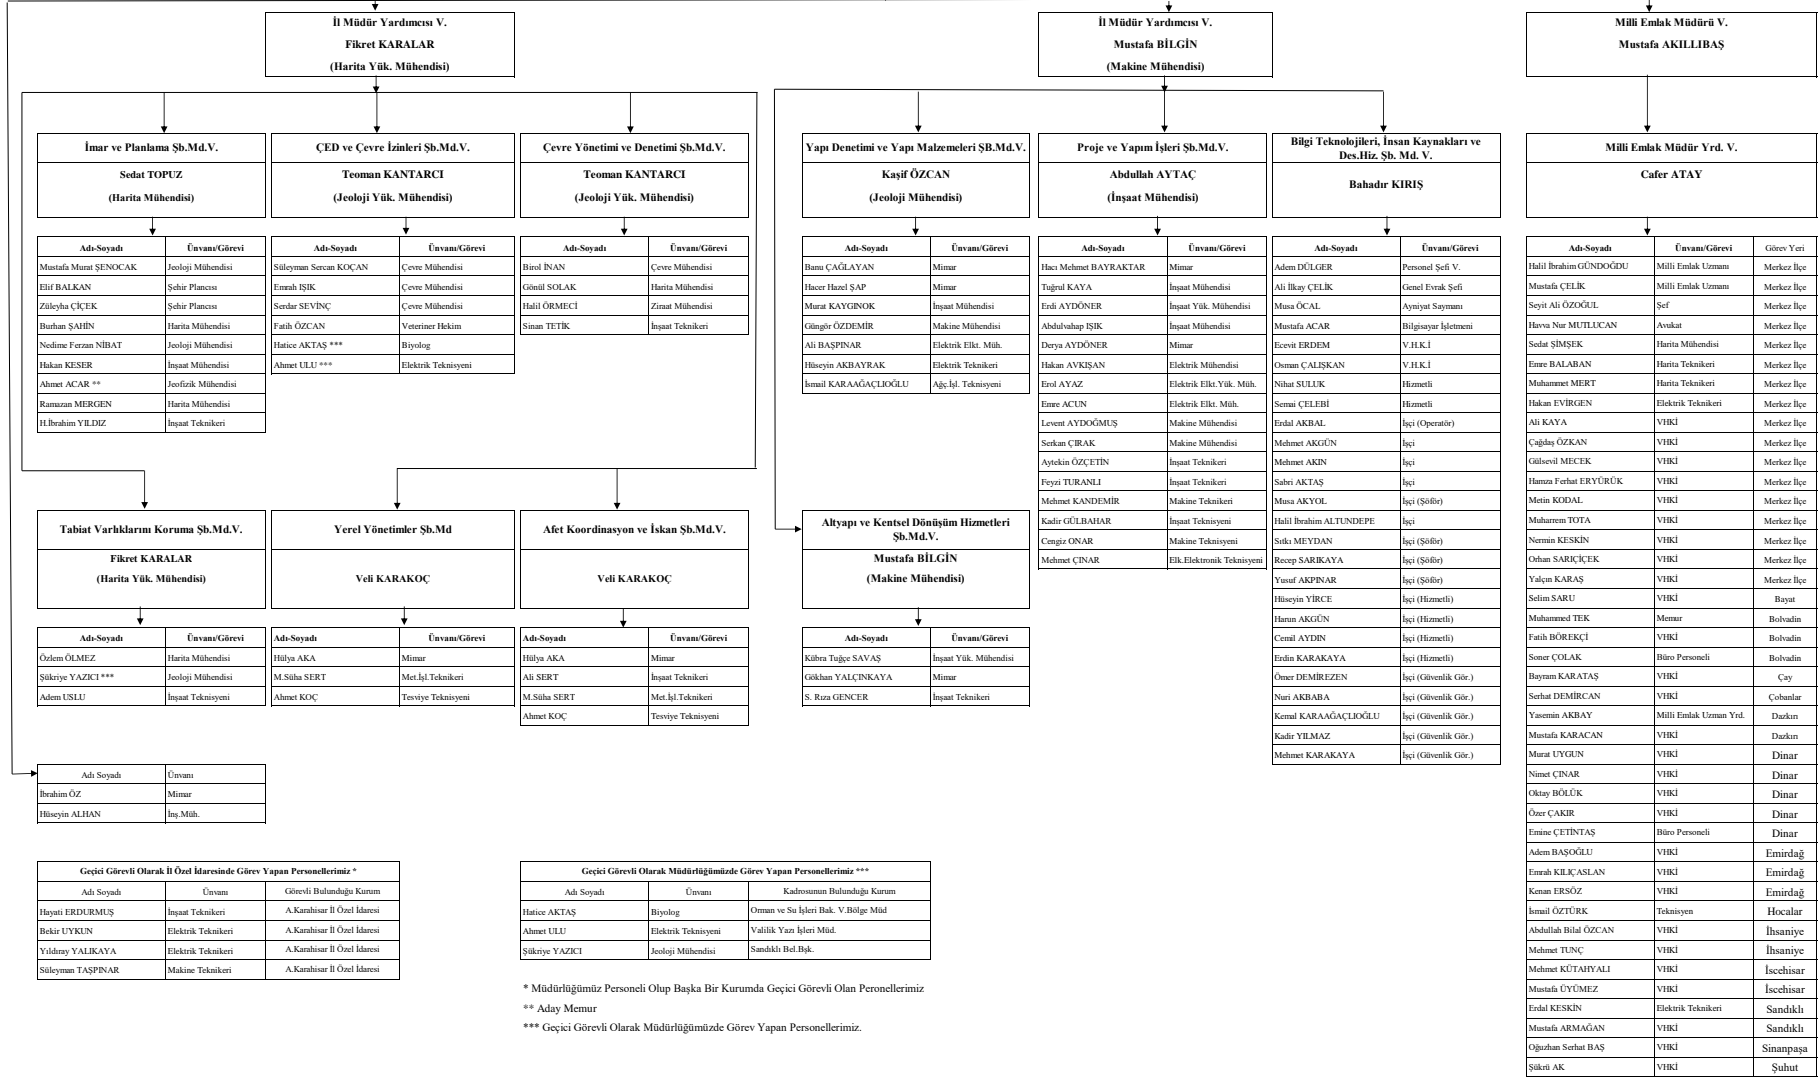 İl Müdür Yardımcısı V.
Fikret KARALAR
(Harita Yük. Mühendisi)
İl Müdür Yardımcısı V.
Mustafa BİLGİN
(Makine Mühendisi)
Milli Emlak Müdürü V.
Mustafa AKILLIBAŞ
İmar ve Planlama Şb.Md.V.
Sedat TOPUZ
(Harita Mühendisi)
Adı-Soyadı Ünvanı/Görevi
Mustafa Murat ŞENOCAK Jeoloji Mühendisi
Elif BALKAN Şehir Plancısı
Züleyha ÇİÇEK Şehir Plancısı
Burhan ŞAHİN Harita Mühendisi
Nedime Ferzan NİBAT Jeoloji Mühendisi
Hakan KESER İnşaat Mühendisi
Ahmet ACAR ** Jeofizik Mühendisi
Ramazan MERGEN Harita Mühendisi
H.İbrahim YILDIZ İnşaat Teknikeri
ÇED ve Çevre İzinleri Şb.Md.V.
Teoman KANTARCI
(Jeoloji Yük. Mühendisi)
Adı-Soyadı Ünvanı/Görevi
Süleyman Sercan KOÇAN Çevre Mühendisi
Emrah IŞIK Çevre Mühendisi
Serdar SEVİNÇ Çevre Mühendisi
Fatih ÖZCAN Veteriner Hekim
Hatice AKTAŞ *** Biyolog
Ahmet ULU *** Elektrik Teknisyeni
Çevre Yönetimi ve Denetimi Şb.Md.V.
Teoman KANTARCI
(Jeoloji Yük. Mühendisi)
Adı-Soyadı Ünvanı/Görevi
Birol İNAN Çevre Mühendisi
Gönül SOLAK Harita Mühendisi
Halil ÖRMECİ Ziraat Mühendisi
Sinan TETİK İnşaat Teknikeri
Yapı Denetimi ve Yapı Malzemeleri ŞB.Md.V.
Kaşif ÖZCAN
(Jeoloji Mühendisi)
Adı-Soyadı Ünvanı/Görevi
Banu ÇAĞLAYAN Mimar
Hacer Hazel ŞAP Mimar
Murat KAYGINOK İnşaat Mühendisi
Güngör ÖZDEMİR Makine Mühendisi
Ali BAŞPINAR Elektrik Elkt. Müh.
Hüseyin AKBAYRAK Elektrik Teknikeri
İsmail KARAAĞAÇLIOĞLU Ağç.İşl. Teknisyeni
Proje ve Yapım İşleri Şb.Md.V.
Abdullah AYTAÇ
(İnşaat Mühendisi)
Adı-Soyadı Ünvanı/Görevi
Hacı Mehmet BAYRAKTAR Mimar
Tuğrul KAYA İnşaat Mühendisi
Erdi AYDÖNER İnşaat Yük. Mühendisi
Abdulvahap IŞIK İnşaat Mühendisi
Derya AYDÖNER Mimar
Hakan AVKIŞAN Elektrik Mühendisi
Erol AYAZ Elektrik Elkt.Yük. Müh.
Emre ACUN Elektrik Elkt. Müh.
Levent AYDOĞMUŞ Makine Mühendisi
Serkan ÇIRAK Makine Mühendisi
Aytekin ÖZÇETİN İnşaat Teknikeri
Feyzi TURANLI İnşaat Teknikeri
Mehmet KANDEMİR Makine Teknikeri
Kadir GÜLBAHAR İnşaat Teknisyeni
Cengiz ONAR Makine Teknisyeni
Mehmet ÇINAR Elk.Elektronik Teknisyeni
Bilgi Teknolojileri, İnsan Kaynakları ve
Des.Hiz. Şb. Md. V.
Bahadır KIRIŞ
Adı-Soyadı Ünvanı/Görevi
Adem DÜLGER Personel Şefi V.
Ali İlkay ÇELİK Genel Evrak Şefi
Musa ÖCAL Ayniyat Saymanı
Mustafa ACAR Bilgisayar İşletmeni
Ecevit ERDEM V.H.K.İ
Osman ÇALIŞKAN V.H.K.İ
Nihat SULUK Hizmetli
Semai ÇELEBİ Hizmetli
Erdal AKBAL İşçi (Operatör)
Mehmet AKGÜN İşçi
Mehmet AKIN İşçi
Sabri AKTAŞ İşçi
Musa AKYOL İşçi (Şöför)
Halil İbrahim ALTUNDEPE İşçi
Sıtkı MEYDAN İşçi (Şöför)
Recep SARIKAYA İşçi (Şöför)
Yusuf AKPINAR İşçi (Şöför)
Hüseyin YİRCE İşçi (Hizmetli)
Harun AKGÜN İşçi (Hizmetli)
Cemil AYDIN İşçi (Hizmetli)
Erdin KARAKAYA İşçi (Hizmetli)
Ömer DEMİREZEN İşçi (Güvenlik Gör.)
Nuri AKBABA İşçi (Güvenlik Gör.)
Kemal KARAAĞAÇLIOĞLU İşçi (Güvenlik Gör.)
Kadir YILMAZ İşçi (Güvenlik Gör.)
Mehmet KARAKAYA İşçi (Güvenlik Gör.)
Milli Emlak Müdür Yrd. V.
Cafer ATAY
Adı-Soyadı Ünvanı/Görevi Görev Yeri
Halil İbrahim GÜNDOĞDU Milli Emlak Uzmanı Merkez İlçe
Mustafa ÇELİK Milli Emlak Uzmanı Merkez İlçe
Seyit Ali ÖZOĞUL Şef Merkez İlçe
Havva Nur MUTLUCAN Avukat Merkez İlçe
Sedat ŞİMŞEK Harita Mühendisi Merkez İlçe
Emre BALABAN Harita Teknikeri Merkez İlçe
Muhammet MERT Harita Teknikeri Merkez İlçe
Hakan EVİRGEN Elektrik Teknikeri Merkez İlçe
Ali KAYA VHKİ Merkez İlçe
Çağdaş ÖZKAN VHKİ Merkez İlçe
Gülsevil MECEK VHKİ Merkez İlçe
Hamza Ferhat ERYÜRÜK VHKİ Merkez İlçe
Metin KODAL VHKİ Merkez İlçe
Muharrem TOTA VHKİ Merkez İlçe
Nermin KESKİN VHKİ Merkez İlçe
Orhan SARIÇİÇEK VHKİ Merkez İlçe
Yalçın KARAŞ VHKİ Merkez İlçe
Selim SARU VHKİ Bayat
Muhammed TEK Memur Bolvadin
Fatih BÖREKÇİ VHKİ Bolvadin
Soner ÇOLAK Büro Personeli Bolvadin
Bayram KARATAŞ VHKİ Çay
Serhat DEMİRCAN VHKİ Çobanlar
Yasemin AKBAY Milli Emlak Uzman Yrd. Dazkırı
Mustafa KARACAN VHKİ Dazkırı
Murat UYGUN VHKİ Dinar
Nimet ÇINAR VHKİ Dinar
Oktay BÖLÜK VHKİ Dinar
Özer ÇAKIR VHKİ Dinar
Emine ÇETİNTAŞ Büro Personeli Dinar
Adem BAŞOĞLU VHKİ Emirdağ
Emrah KILIÇASLAN VHKİ Emirdağ
Kenan ERSÖZ VHKİ Emirdağ
İsmail ÖZTÜRK Teknisyen Hocalar
Abdullah Bilal ÖZCAN VHKİ İhsaniye
Mehmet TUNÇ VHKİ İhsaniye
Mehmet KÜTAHYALI VHKİ İscehisar
Mustafa ÜYÜMEZ VHKİ İscehisar
Erdal KESKİN Elektrik Teknikeri Sandıklı
Mustafa ARMAĞAN VHKİ Sandıklı
Oğuzhan Serhat BAŞ VHKİ Sinanpaşa
Şükrü AK VHKİ Şuhut
Tabiat Varlıklarını Koruma Şb.Md.V.
Fikret KARALAR
(Harita Yük. Mühendisi)
Adı-Soyadı Ünvanı/Görevi
Özlem ÖLMEZ Harita Mühendisi
Şükriye YAZICI *** Jeoloji Mühendisi
Adem USLU İnşaat Teknisyeni
Yerel Yönetimler Şb.Md
Veli KARAKOÇ
Adı-Soyadı Ünvanı/Görevi
Hülya AKA Mimar
M.Süha SERT Met.İşl.Teknikeri
Ahmet KOÇ Tesviye Teknisyeni
Afet Koordinasyon ve İskan Şb.Md.V.
Veli KARAKOÇ
Adı-Soyadı Ünvanı/Görevi
Hülya AKA Mimar
Ali SERT İnşaat Teknikeri
M.Süha SERT Met.İşl.Teknikeri
Ahmet KOÇ Tesviye Teknisyeni
Altyapı ve Kentsel Dönüşüm Hizmetleri
Şb.Md.V.
Mustafa BİLGİN
(Makine Mühendisi)
Adı-Soyadı Ünvanı/Görevi
Kübra Tuğçe SAVAŞ İnşaat Yük. Mühendisi
Gökhan YALÇINKAYA Mimar
S. Rıza GENCER İnşaat Teknikeri
Adı Soyadı Ünvanı
İbrahim ÖZ Mimar
Hüseyin ALHAN İnş.Müh.
Geçici Görevli Olarak İl Özel İdaresinde Görev Yapan Personellerimiz *
Adı Soyadı Ünvanı Görevli Bulunduğu Kurum
Hayati ERDURMUŞ İnşaat Teknikeri A.Karahisar İl Özel İdaresi
Bekir UYKUN Elektrik Teknikeri A.Karahisar İl Özel İdaresi
Yıldıray YALIKAYA Elektrik Teknikeri A.Karahisar İl Özel İdaresi
Süleyman TAŞPINAR Makine Teknikeri A.Karahisar İl Özel İdaresi
Geçici Görevli Olarak Müdürlüğümüzde Görev Yapan Personellerimiz ***
Adı Soyadı Ünvanı Kadrosunun Bulunduğu Kurum
Hatice AKTAŞ Biyolog Orman ve Su İşleri Bak. V.Bölge Müd
Ahmet ULU Elektrik Teknisyeni Valilik Yazı İşleri Müd.
Şükriye YAZICI Jeoloji Mühendisi Sandıklı Bel.Bşk.
* Müdürlüğümüz Personeli Olup Başka Bir Kurumda Geçici Görevli Olan Peronellerimiz
** Aday Memur
*** Geçici Görevli Olarak Müdürlüğümüzde Görev Yapan Personellerimiz.